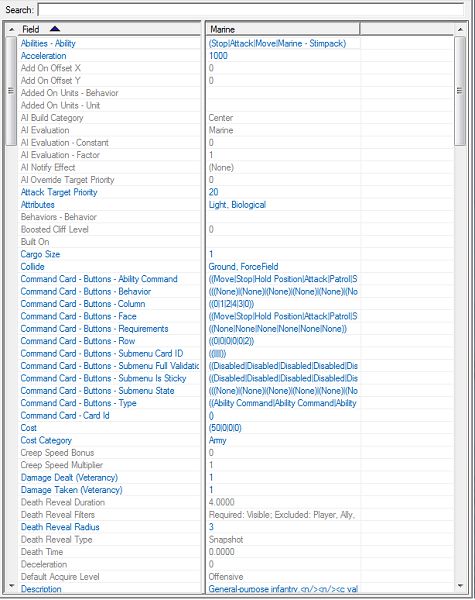 Search:
Field Marine
Abilities - Ability (Stop|Attack|Move|Marine - Stimpack)
Acceleration 1000
Add On Offset X 0
Add On Offset Y 0
Added On Units - Behavior
Added On Units - Unit
AI Build Category Center
AI Evaluation Marine
AI Evaluation - Constant 0
AI Evaluation - Factor 1
AI Notify Effect (None)
AI Override Target Priority 0
Attack Target Priority 20
Attributes Light, Biological
Behaviors - Behavior
Boosted Cliff Level 0
Built On
Cargo Size 1
Collide Ground, ForceField
Command Card - Buttons - Ability Command ((Move|Stop|Hold Position|Attack|Patrol|S
Command Card - Buttons - Behavior (((None)|(None)|(None)|(None)|(None)|(No
Command Card - Buttons - Column ((0|1|2|4|3|0))
Command Card - Buttons - Face ((Move|Stop|Hold Position|Attack|Patrol|S
Command Card - Buttons - Requirements ((None|None|None|None|None|None))
Command Card - Buttons - Row ((0|0|0|0|0|2))
Command Card - Buttons - Submenu Card ID ((|||||))
Command Card - Buttons - Submenu Full Validatio ((Disabled|Disabled|Disabled|Disabled|Dis
Command Card - Buttons - Submenu Is Sticky ((Disabled|Disabled|Disabled|Disabled|Dis
Command Card - Buttons - Submenu State (((None)|(None)|(None)|(None)|(None)|(No
Command Card - Buttons - Type ((Ability Command|Ability Command|Ability
Command Card - Card Id ()
Cost (50|0|0|0)
Cost Category Army
Creep Speed Bonus 0
Creep Speed Multiplier 1
Damage Dealt (Veterancy) 1
Damage Taken (Veterancy) 1
Death Reveal Duration 4.0000
Death Reveal Filters Required: Visible; Excluded: Player, Ally,
Death Reveal Radius 3
Death Reveal Type Snapshot
Death Time 0.0000
Deceleration 0
Default Acquire Level Offensive
Description General-purpose infantry.<n/><n/><c val